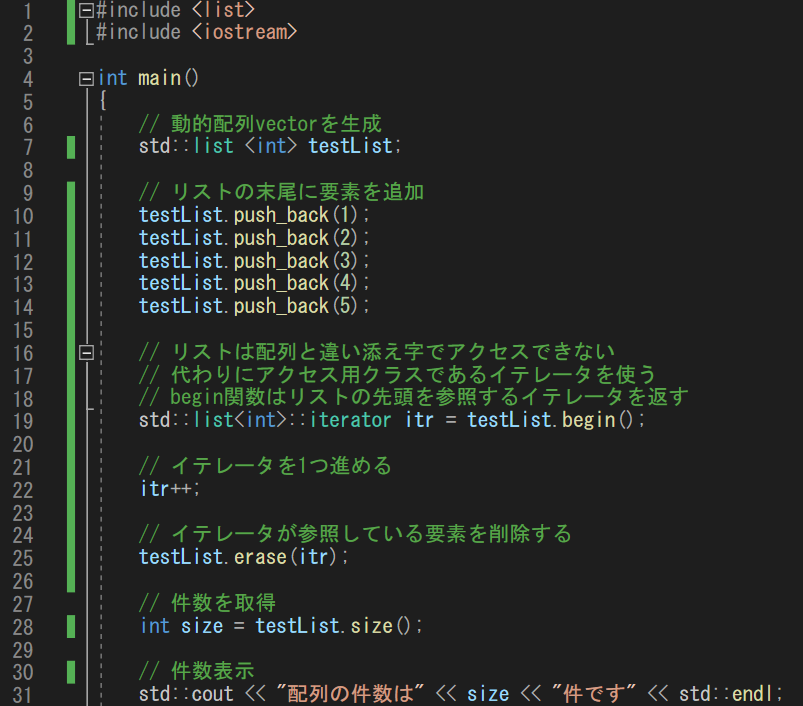 1 #include <list>
2 #include <iostream>
3
4 int main()
5 {
6 // 動的配列vectorを生成
7 std::list <int> testList;
8
9 // リストの末尾に要素を追加
10 testList.push_back(1);
11 testList.push_back(2);
12 testList.push_back(3);
13 testList.push_back(4);
14 testList.push_back(5);
15
16 // リストは配列と違い添え字でアクセスできない
17 // 代わりにアクセス用クラスであるイテレータを使う
18 // begin関数はリストの先頭を参照するイテレータを返す
19 std::list<int>::iterator itr = testList.begin();
20
21 // イテレータを1つ進める
22 itr++;
23
24 // イテレータが参照している要素を削除する
25 testList.erase(itr);
26
27 // 件数を取得
28 int size = testList.size();
29
30 // 件数表示
31 std::cout << "配列の件数は" << size << "件です" << std::endl;